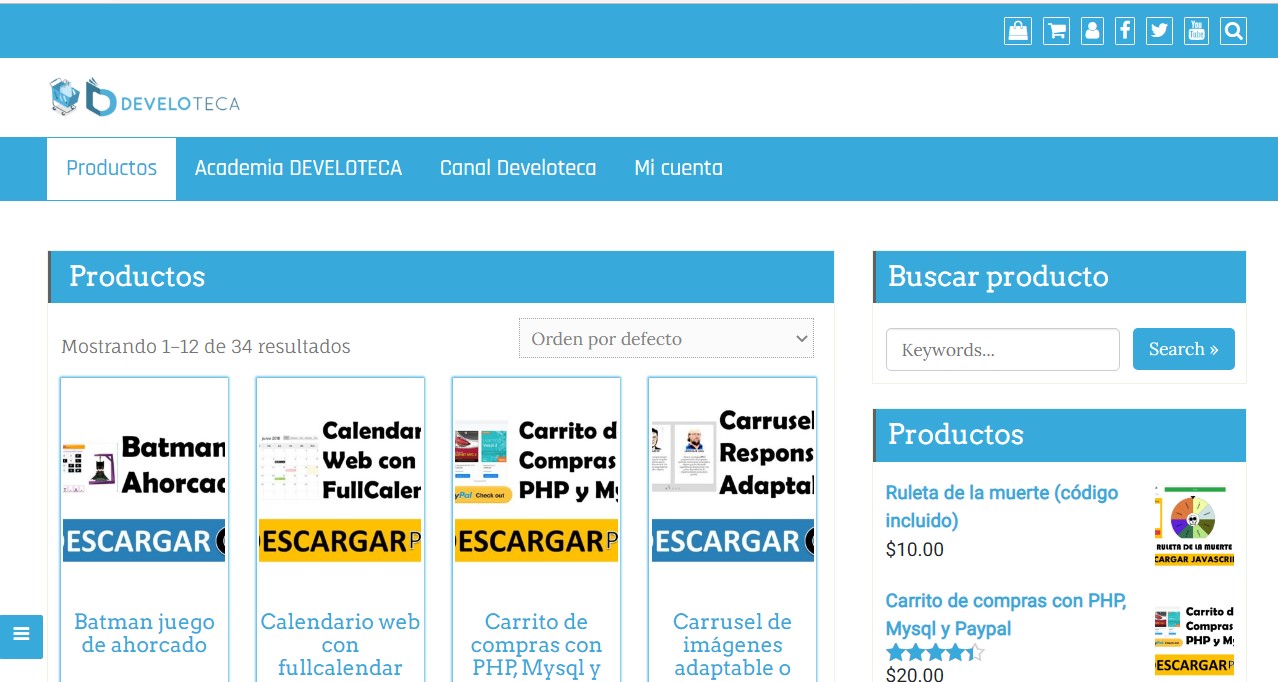 DEVELOTECA
Productos
Academia DEVELOTECA
Canal Develoteca
Mi cuenta
Productos
Mostrando 1–12 de 34 resultados
Orden por defecto
Batman
Ahorcac
ESCARGAR
Batman juego
de ahorcado
Calendar
Web con
FullCaler
ESCARGAR
Calendario web
con
fullcalendar
Carrito d
Compras
PHP y My
Check out
ESCARGAR
Carrito de
compras con
PHP, Mysql y
Carrusel
Respons
Adaptal
ESCARGAR
Carrusel de
imágenes
adaptable o
Buscar producto
Keywords...
Search »
Productos
Ruleta de la muerte (código
incluido)
$10.00
RULETA DE LA MUERTE
CARGAR JAVASCRI
Carrito de compras con PHP,
Mysql y Paypal
$20.00
Carrito d
Compras
PHP y My
ESCARGAR